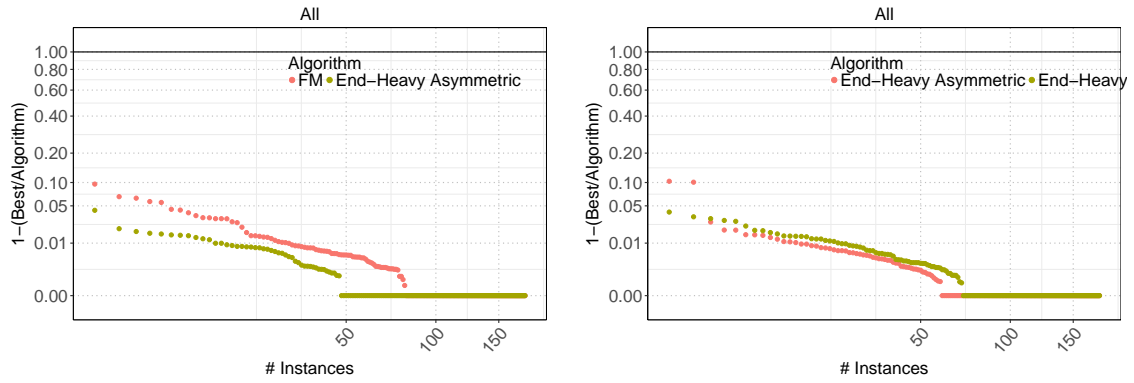 All
1−(Best/Algorithm)
1.00
0.80
0.60
0.40
0.20
0.10
0.05
0.01
0.00
Algorithm
FM End−Heavy Asymmetric
50 100 150
# Instances
All
1−(Best/Algorithm)
1.00
0.80
0.60
0.40
0.20
0.10
0.05
0.01
0.00
Algorithm
End−Heavy Asymmetric End−Heavy
50 100 150
# Instances